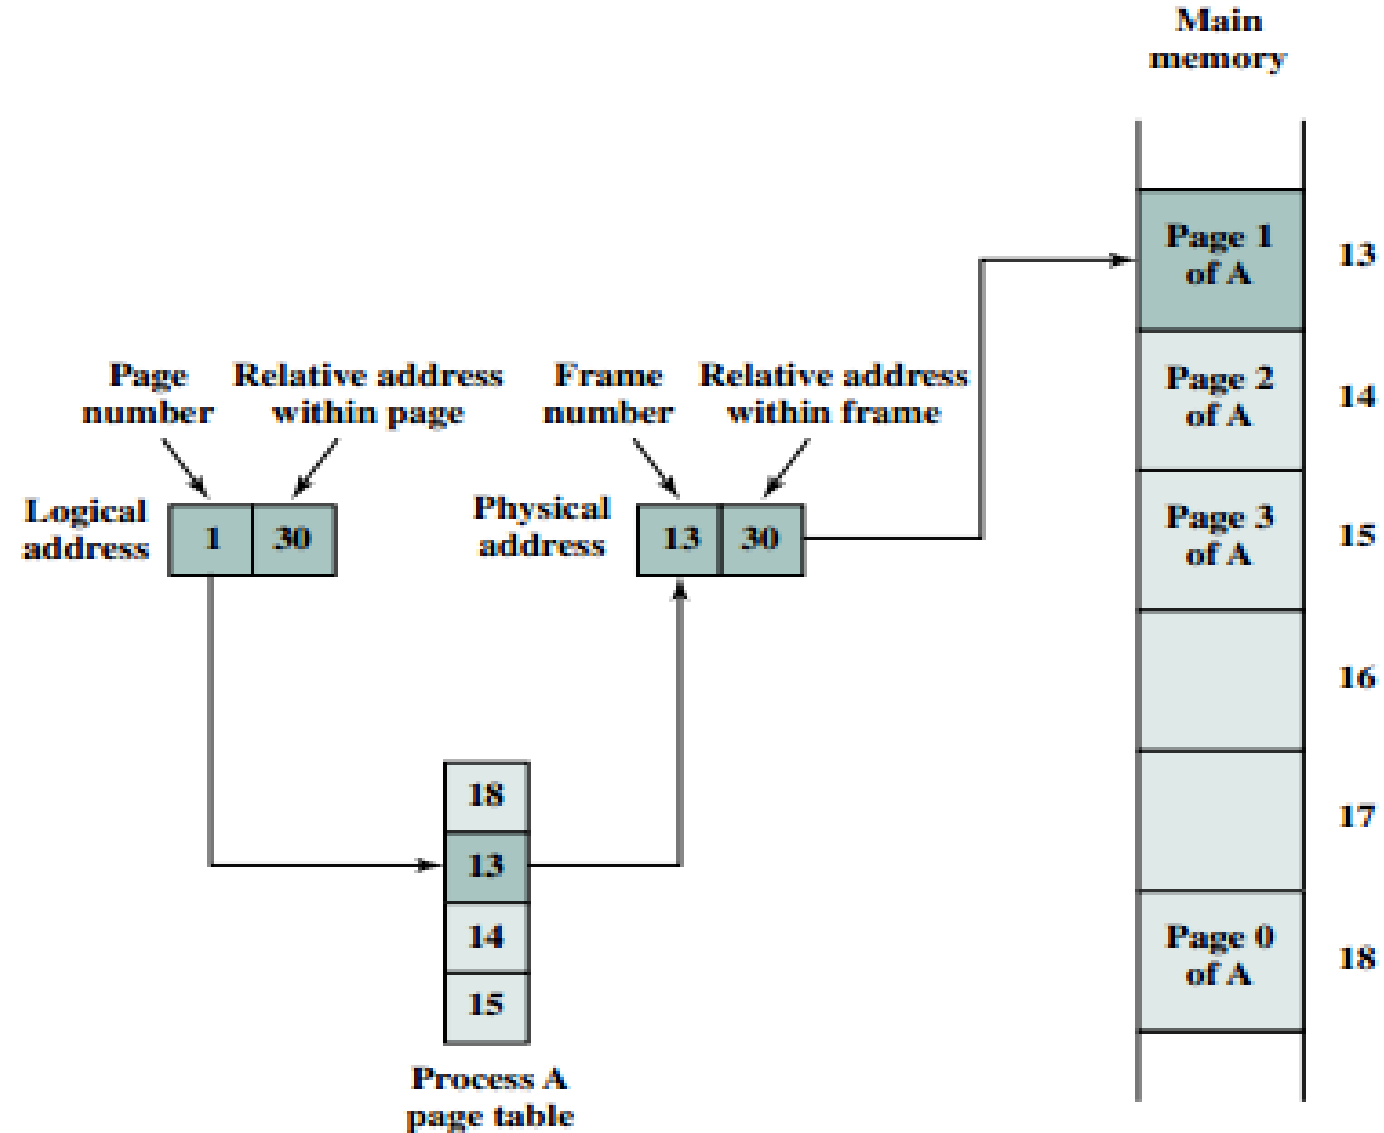 Main
memory
Page 1
of A
13
Page 2
of A
14
Page 3
of A
15
16
17
Page 0
of A
18
Page
number
Relative address
within page
Frame
number
Relative address
within frame
Logical
address
1
30
Physical
address
13
30
18
13
14
15
Process A
page table